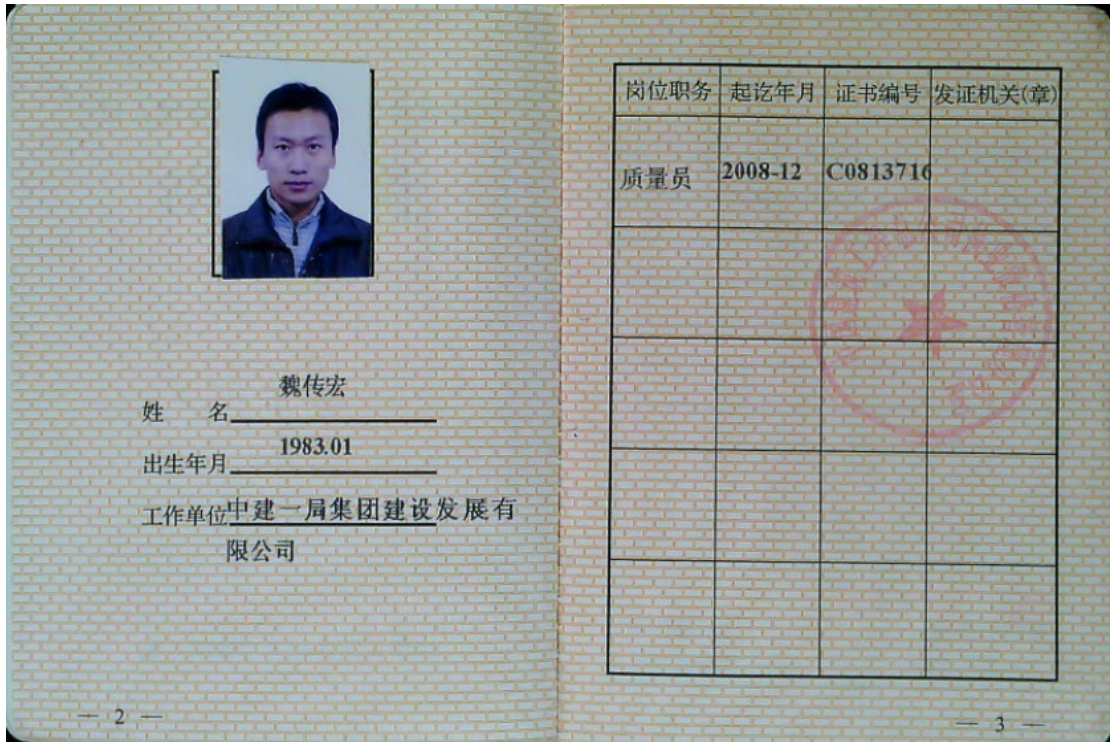 姓 名 魏传宏
出生年月 1983.01
工作单位 中建一局集团建设发展有
限公司
— 2 —
岗位职务 起讫年月 证书编号 发证机关(章)
质量员 2008-12 C0813716
— 3 —